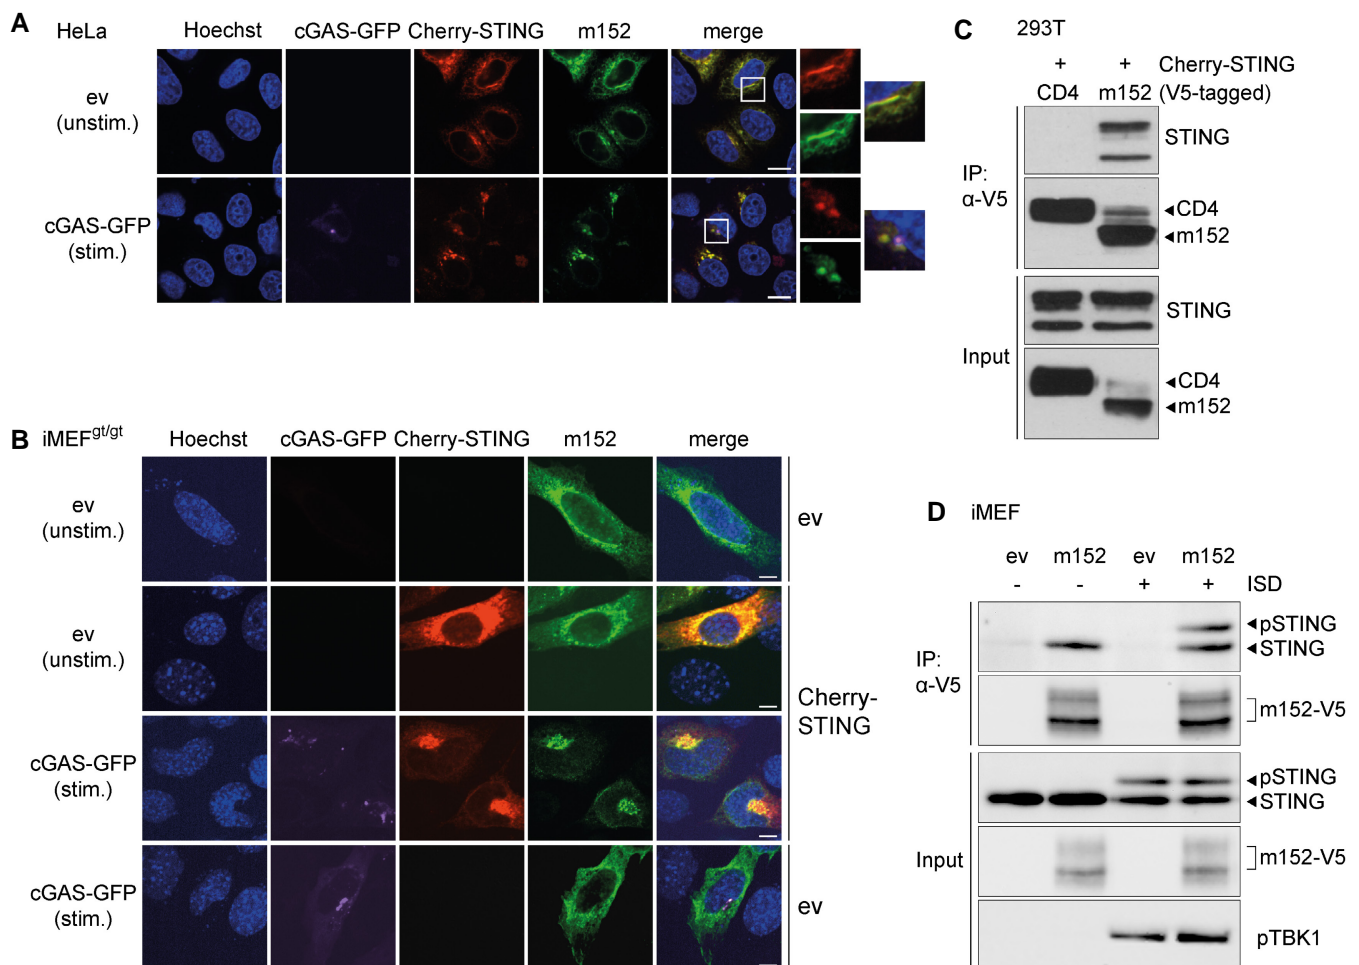 A HeLa
Hoechst cGAS-GFP Cherry-STING m152 merge
ev
(unstim.)
cGAS-GFP
(stim.)
B iMEFgt/gt
Hoechst cGAS-GFP Cherry-STING m152 merge
ev
(unstim.)
ev
ev
(unstim.)
cGAS-GFP
(stim.)
Cherry-
STING
cGAS-GFP
(stim.)
ev
C 293T
+ + Cherry-STING
CD4 m152 (V5-tagged)
IP:
α-V5
STING
◄CD4
◄m152
Input
STING
◄CD4
◄m152
D iMEF
ev m152 ev m152
- - + + ISD
IP:
α-V5
◄pSTING
◄STING
m152-V5
Input
◄pSTING
◄STING
m152-V5
pTBK1